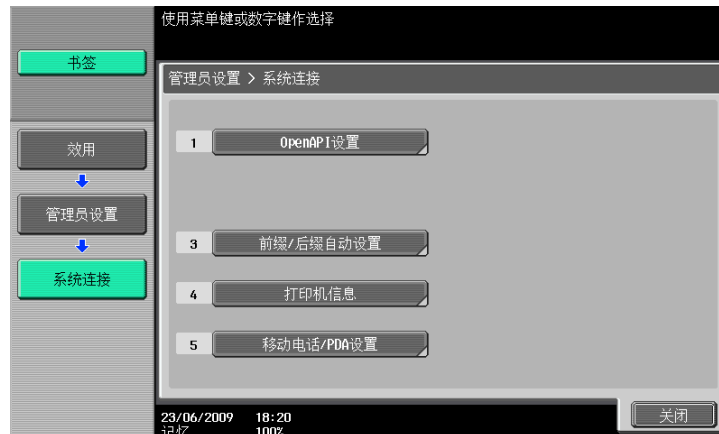 使用菜单键或数字键作选择
书签
管理员设置 > 系统连接
1 OpenAPI设置
效用
管理员设置
3 前缀/后缀自动设置
系统连接
4 打印机信息
5 移动电话/PDA设置
关闭
23/06/2009 18:20
记忆 100%